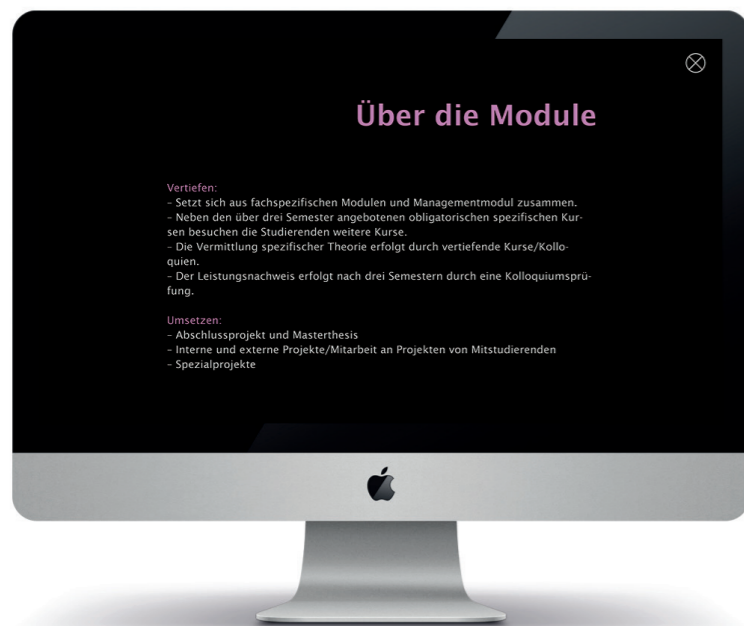 Über die Module
Vertiefen:
– Setzt sich aus fachspezifischen Modulen und Managementmodul zusammen.
– Neben den über drei Semester angebotenen obligatorischen spezifischen Kur-
sen besuchen die Studierenden weitere Kurse.
– Die Vermittlung spezifischer Theorie erfolgt durch vertiefende Kurse/Kollo-
quien.
– Der Leistungsnachweis erfolgt nach drei Semestern durch eine Kolloquiumsprü-
fung.
Umsetzen:
– Abschlussprojekt und Masterthesis
– Interne und externe Projekte/Mitarbeit an Projekten von Mitstudierenden
– Spezialprojekte